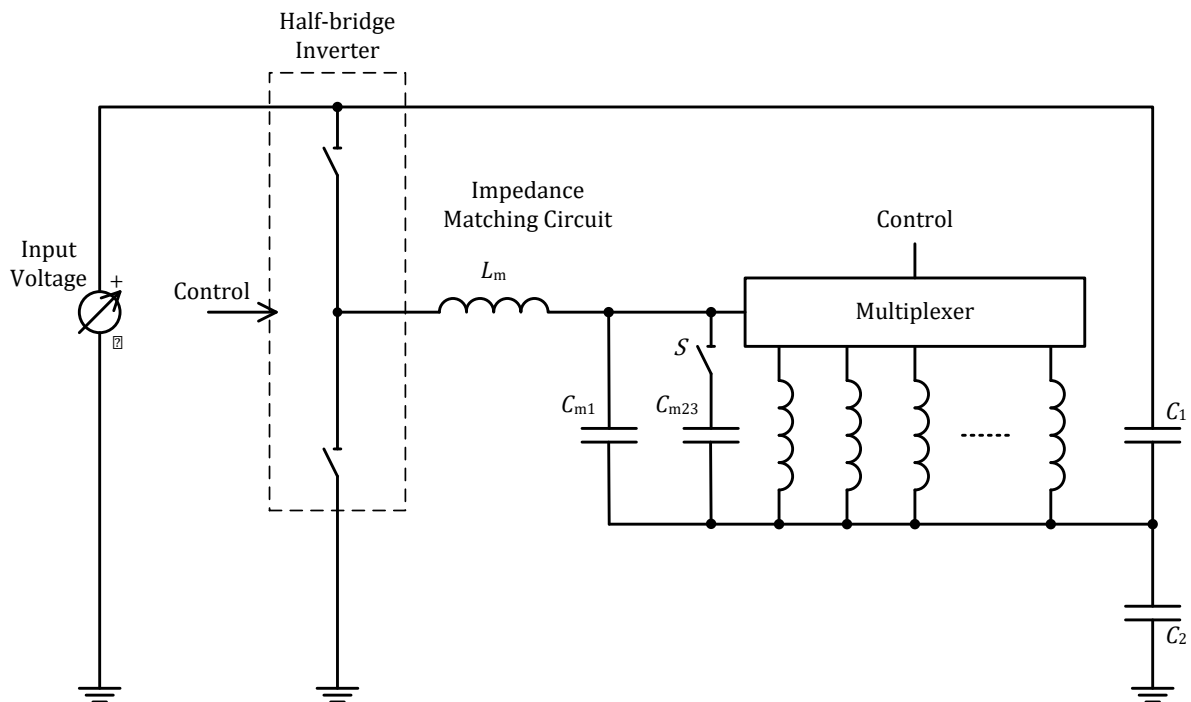 Half-bridge
Inverter
Impedance
Matching Circuit
Input
Voltage
+
Control
Lm
Control
Multiplexer
S
Cm1
Cm23
C1
C2